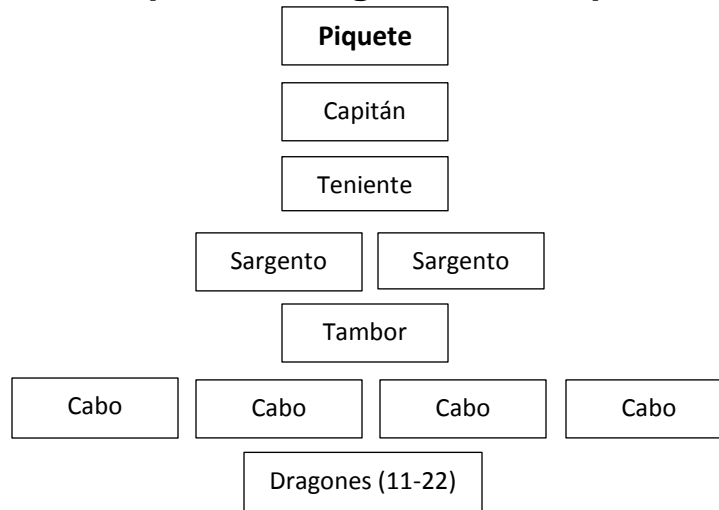 Piquete
Capitán
Teniente
Sargento Sargento
Tambor
Cabo Cabo Cabo Cabo
Dragones (11-22)